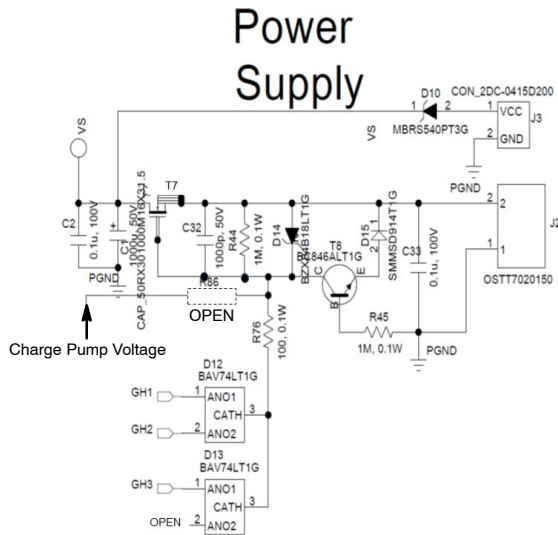 Power
Supply
D10
CON_2DC-0415D200
1
2
1
VCC
J3
MBRS540PT3G
2
GND
VS
VS
PGND
T7
C2
0.1u, 100V
C1
1000u, 50V
CAP_50RX301000M16X31.5
PGND
C32
1000p, 50V
R44
1M, 0.1W
D14
BZX84B18LT1G
T8
BC846ALT1G
C
E
B
D15
1
2
SMMSD914T1G
C33
0.1u, 100V
2
2
1
1
J2
OSTT7020150
R86
OPEN
R45
1M, 0.1W
PGND
Charge Pump Voltage
R76
100, 0.1W
D12
BAV74LT1G
GH1
1
ANO1
CATH
3
GH2
2
ANO2
D13
BAV74LT1G
GH3
1
ANO1
CATH
3
OPEN
2
ANO2